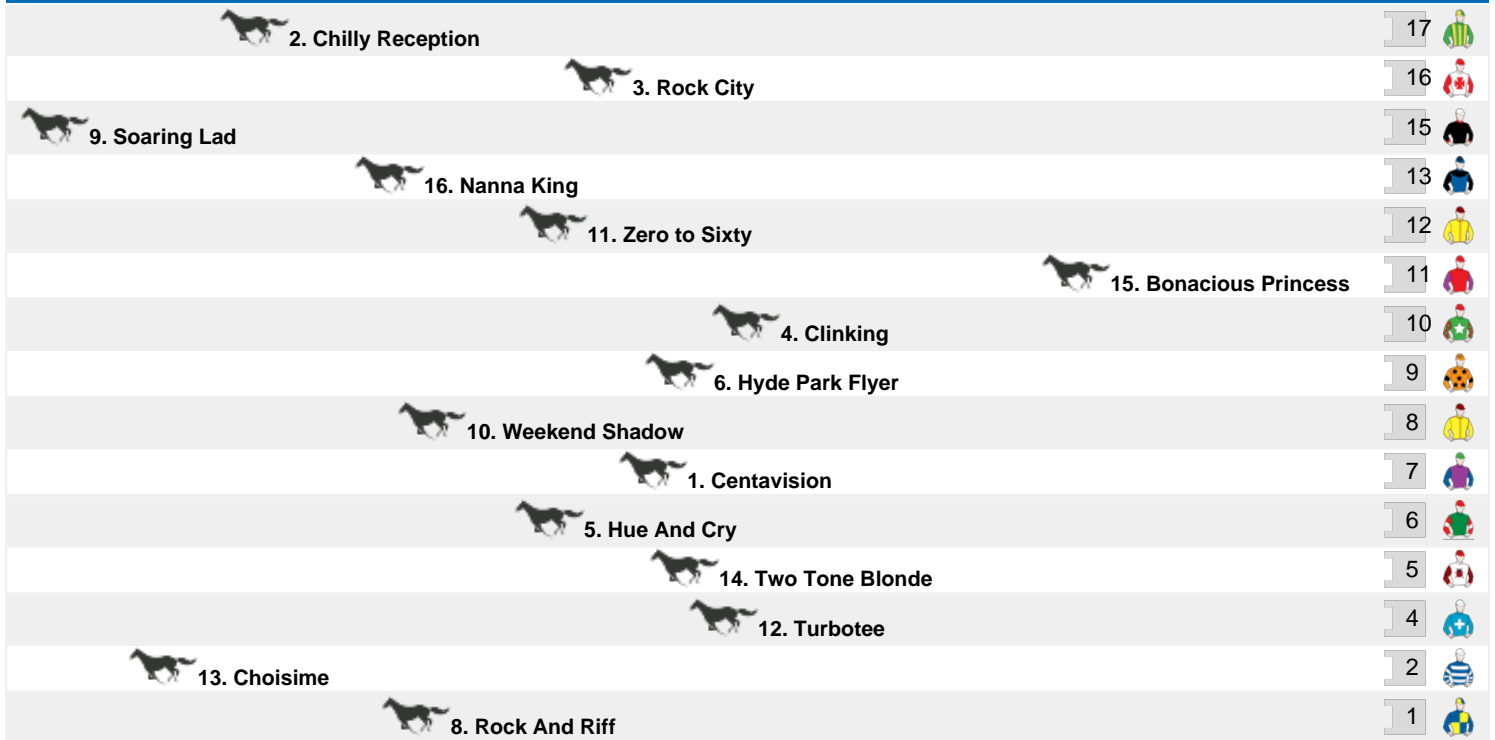 2. Chilly Reception 17
3. Rock City 16
9. Soaring Lad 15
16. Nanna King 13
11. Zero to Sixty 12
15. Bonacious Princess 11
4. Clinking 10
6. Hyde Park Flyer 9
10. Weekend Shadow 8
1. Centavision 7
5. Hue And Cry 6
14. Two Tone Blonde 5
12. Turbotee 4
13. Choisime 2
8. Rock And Riff 1